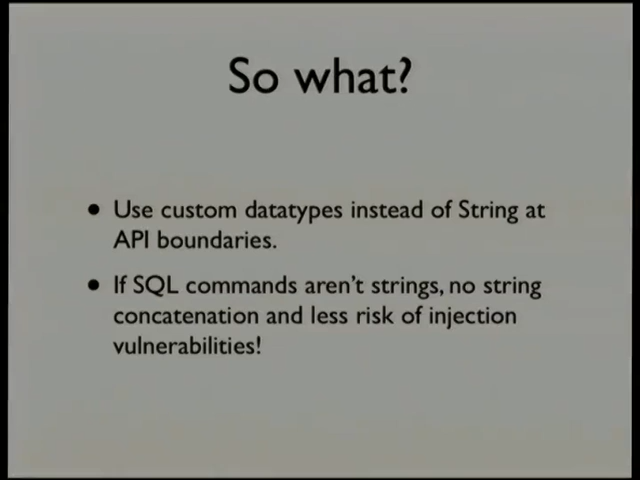 So what?
• Use custom datatypes instead of String at
API boundaries.
• If SQL commands aren't strings, no string
concatenation and less risk of injection
vulnerabilities!